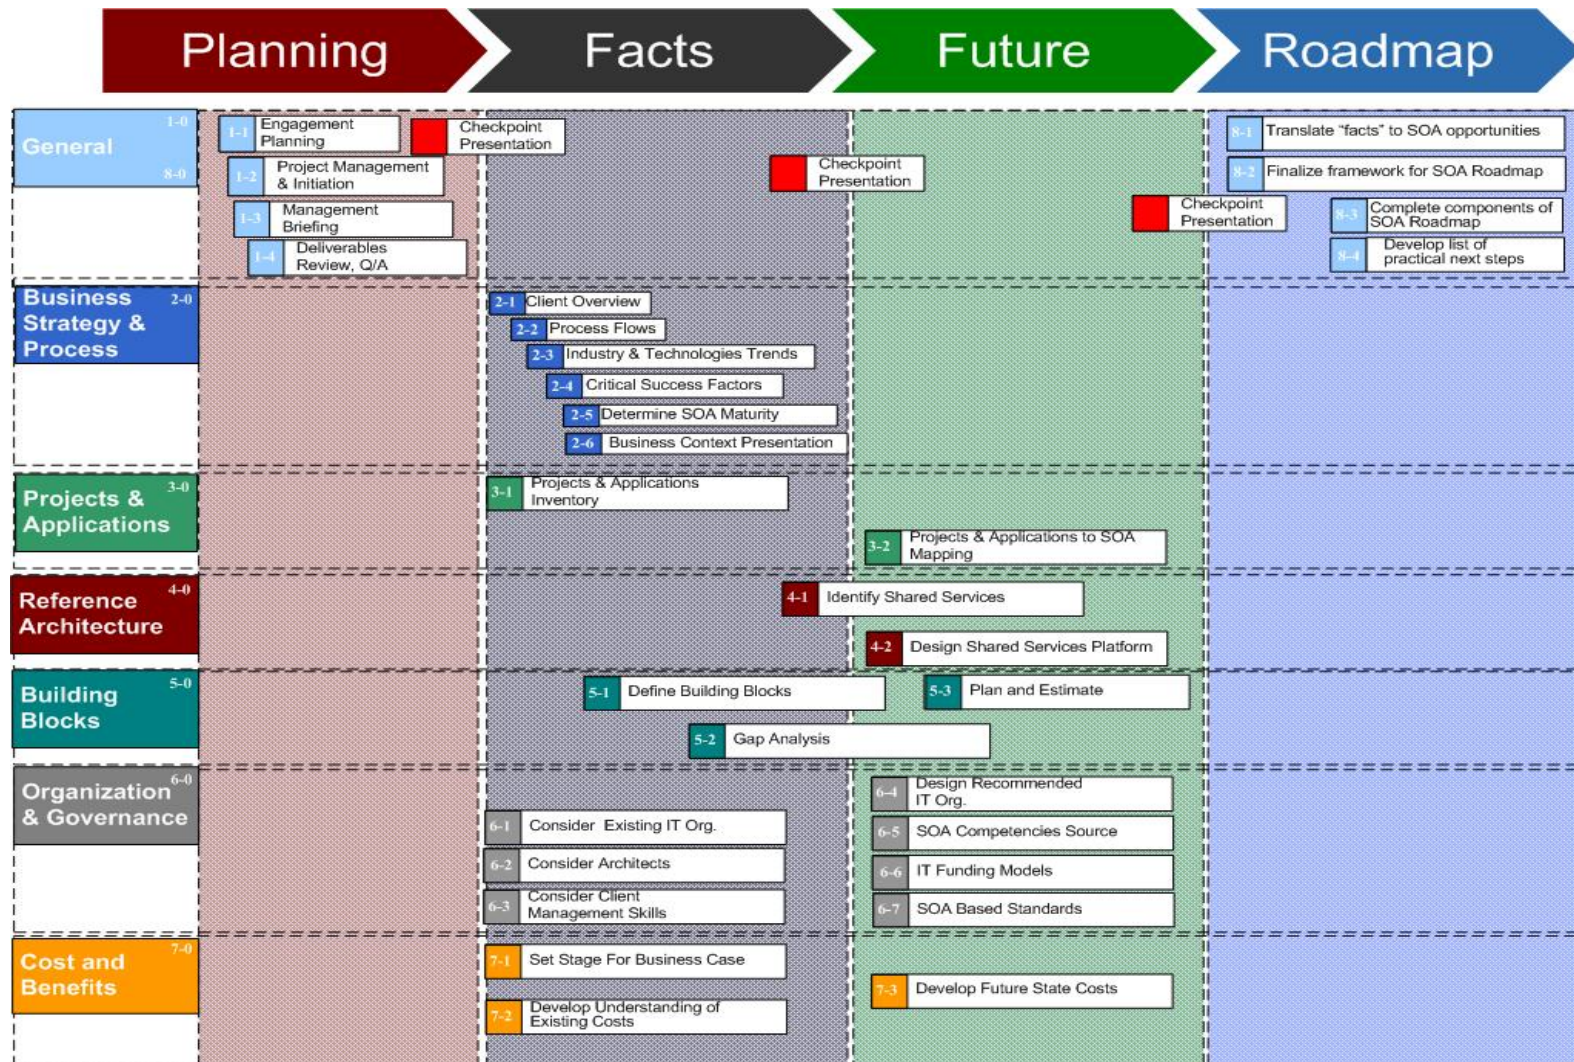 Planning
Facts
Future
Roadmap
General
1-0
8-0
1-1
Engagement
Planning
1-2
Project Management
& Initiation
1-3
Management
Briefing
1-4
Deliverables
Review, Q/A
Checkpoint
Presentation
Checkpoint
Presentation
Checkpoint
Presentation
8-1
Translate “facts” to SOA opportunities
8-2
Finalize framework for SOA Roadmap
8-3
Complete components of
SOA Roadmap
8-4
Develop list of
practical next steps
Business
Strategy &
Process
2-0
2-1
Client Overview
2-2
Process Flows
2-3
Industry & Technologies Trends
2-4
Critical Success Factors
2-5
Determine SOA Maturity
2-6
Business Context Presentation
Projects &
Applications
3-0
3-1
Projects & Applications
Inventory
3-2
Projects & Applications to SOA
Mapping
Reference
Architecture
4-0
4-1
Identify Shared Services
4-2
Design Shared Services Platform
Building
Blocks
5-0
5-1
Define Building Blocks
5-2
Gap Analysis
5-3
Plan and Estimate
Organization
& Governance
6-0
6-1
Consider Existing IT Org.
6-2
Consider Architects
6-3
Consider Client
Management Skills
6-4
Design Recommended
IT Org.
6-5
SOA Competencies Source
6-6
IT Funding Models
6-7
SOA Based Standards
Cost and
Benefits
7-0
7-1
Set Stage For Business Case
7-2
Develop Understanding of
Existing Costs
7-3
Develop Future State Costs